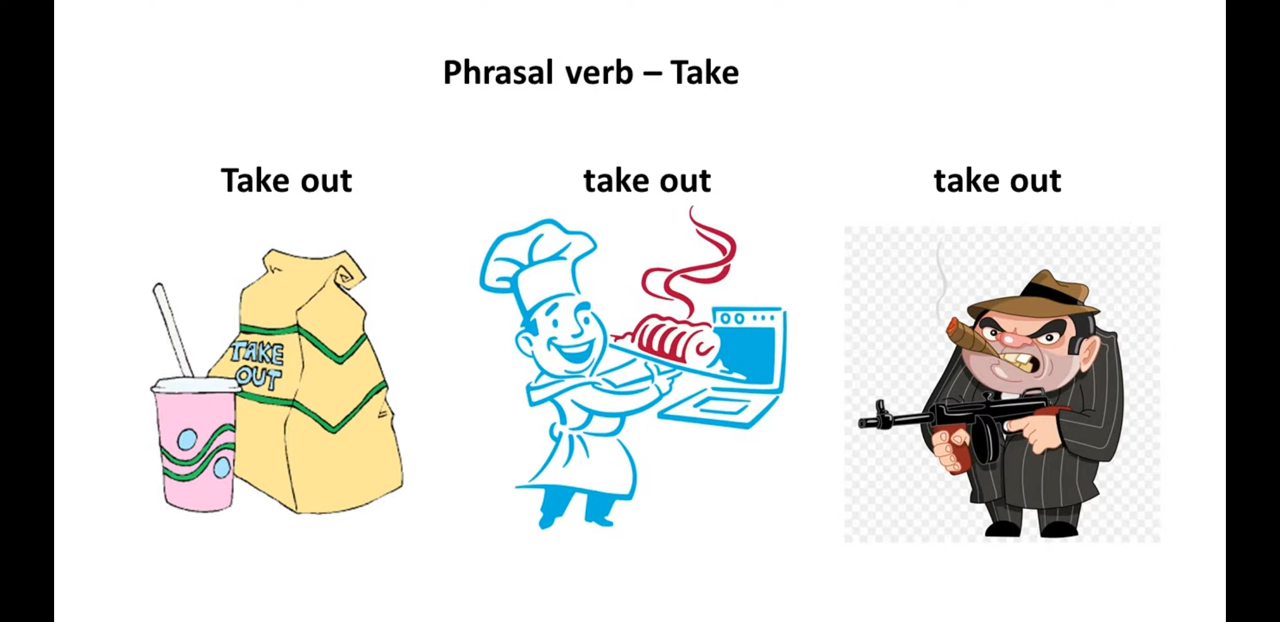 Phrasal verb – Take
Take out
take out
take out
TAKE
OUT